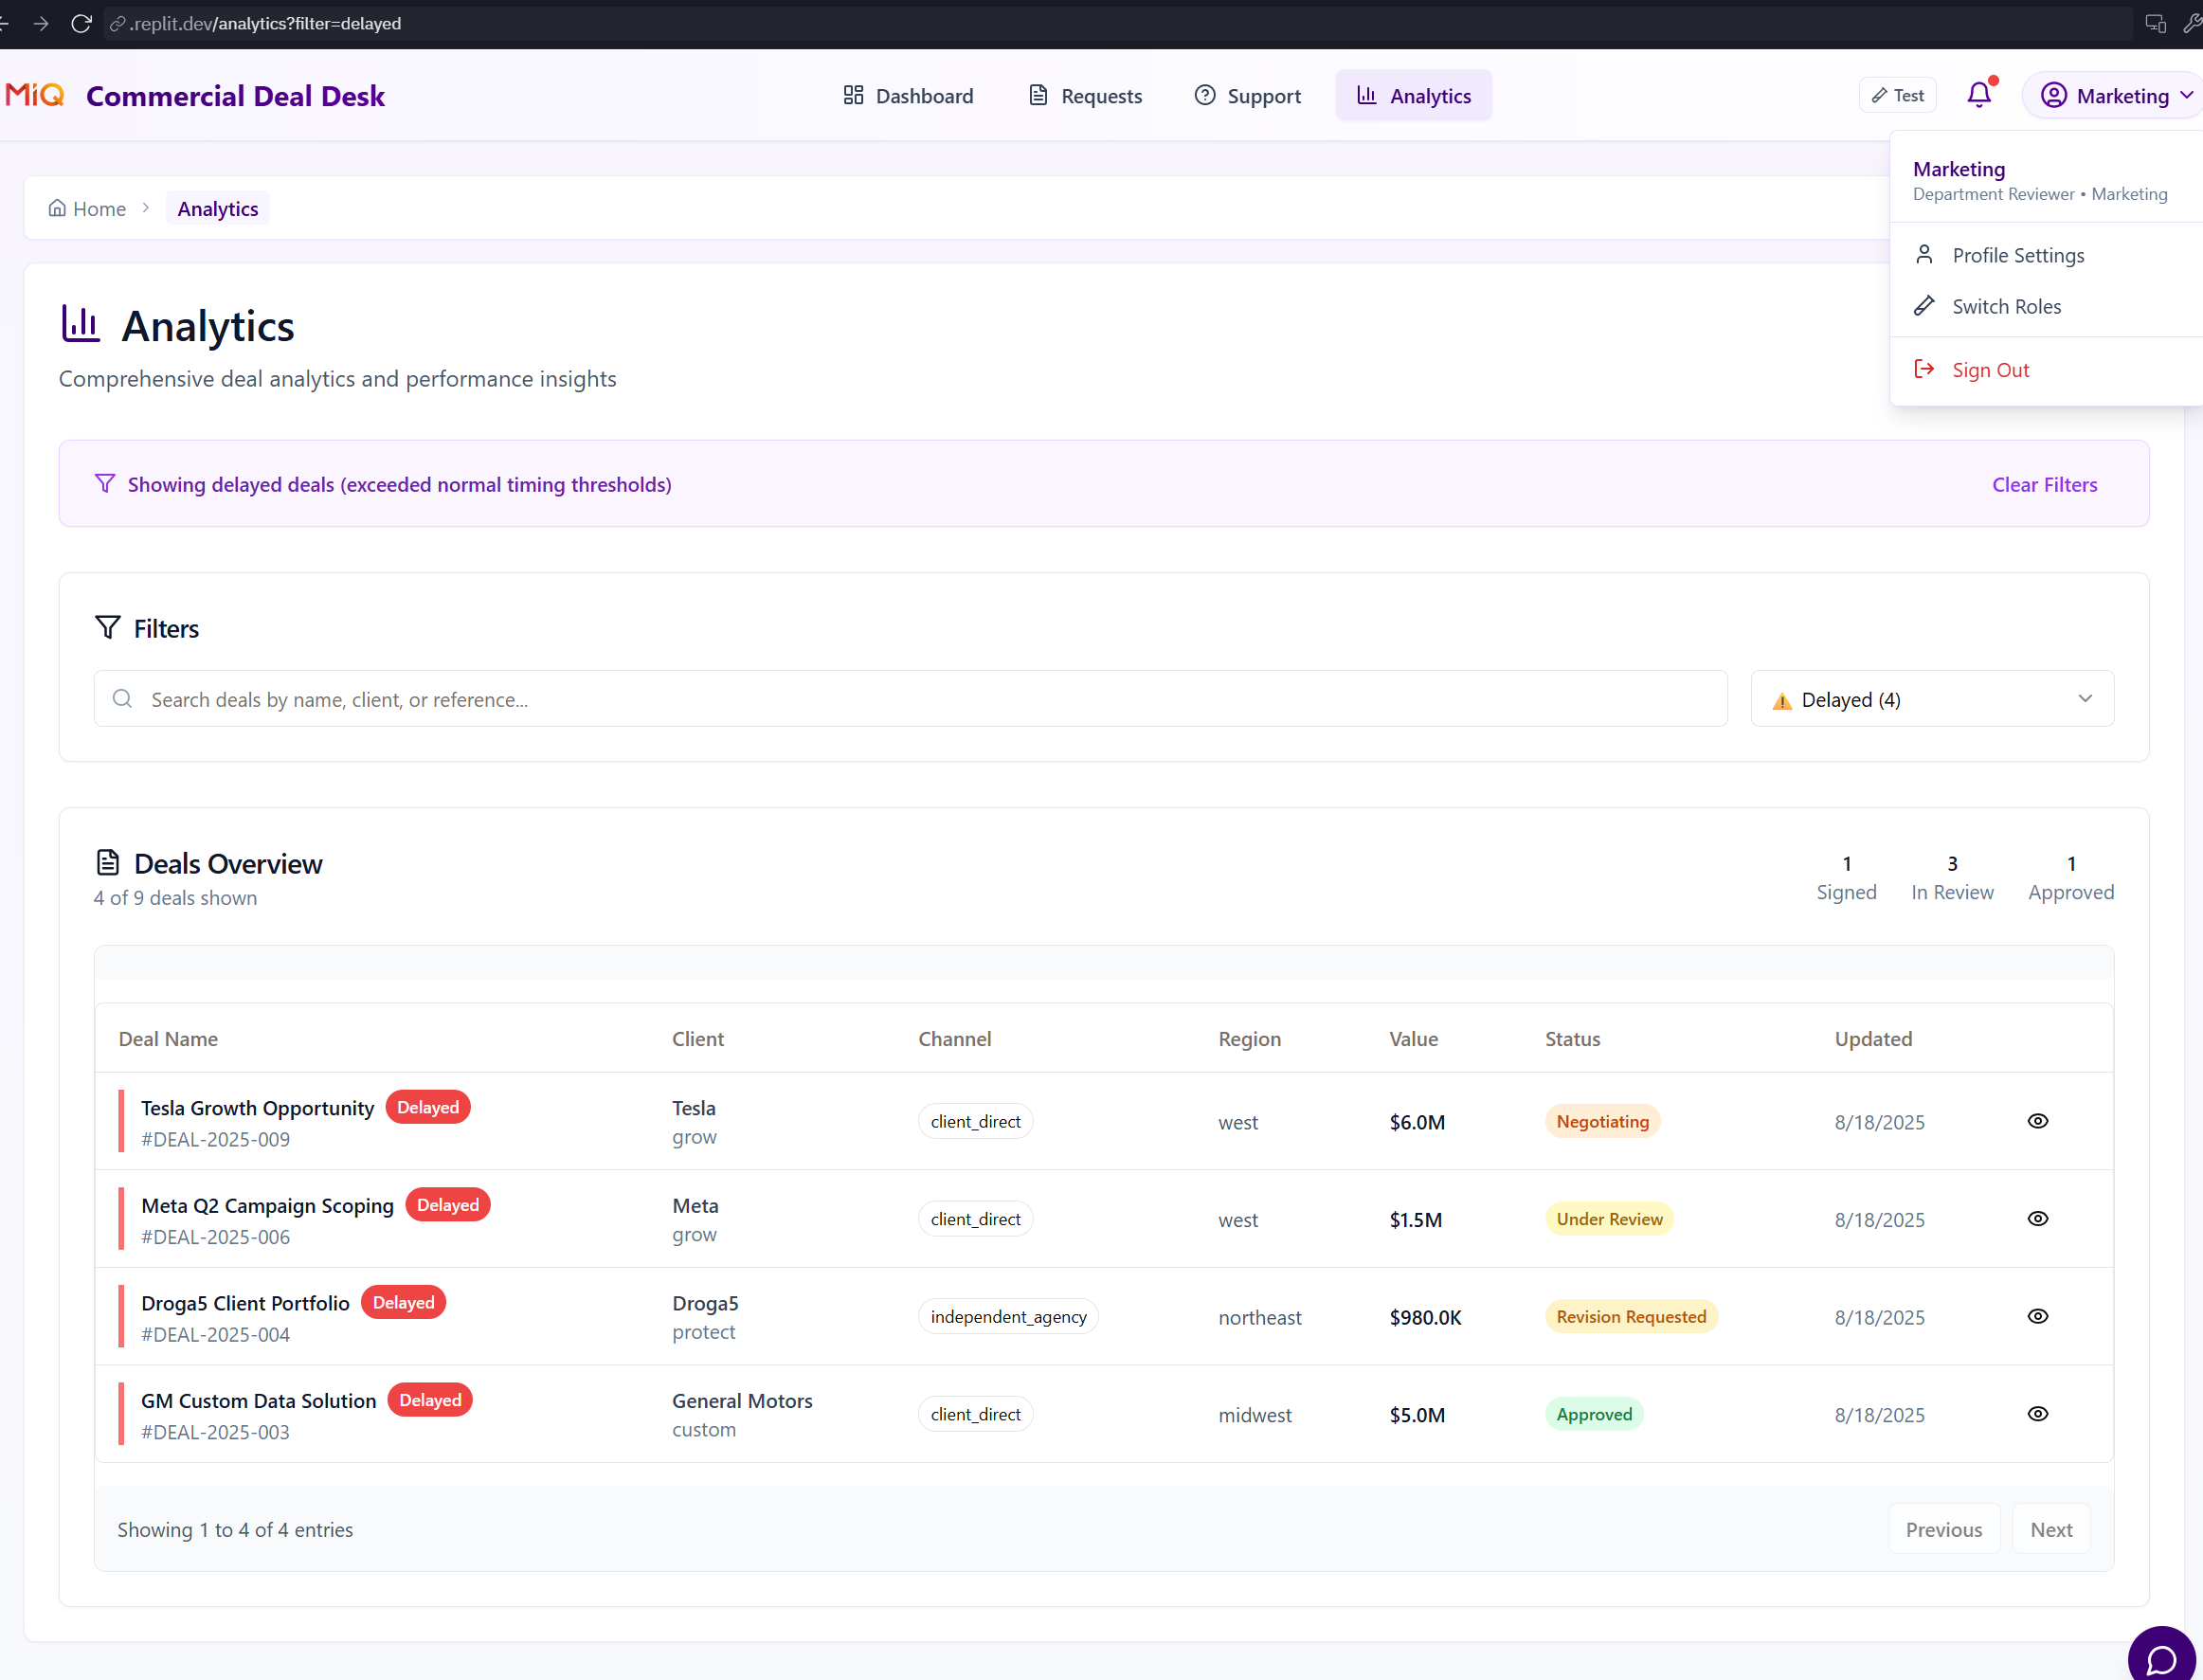 .replit.dev/analytics?filter=delayed
MiQ Commercial Deal Desk
Dashboard
Requests
Support
Analytics
Test
Marketing
Marketing
Department Reviewer • Marketing
Profile Settings
Switch Roles
Sign Out
Home > Analytics
Analytics
Comprehensive deal analytics and performance insights
Showing delayed deals (exceeded normal timing thresholds)
Clear Filters
Filters
Search deals by name, client, or reference...
Delayed (4)
Deals Overview
4 of 9 deals shown
1 3 1
Signed In Review Approved
Deal Name Client Channel Region Value Status Updated
Tesla Growth Opportunity Delayed
#DEAL-2025-009
Tesla
grow
client_direct
west
$6.0M
Negotiating
8/18/2025
Meta Q2 Campaign Scoping Delayed
#DEAL-2025-006
Meta
grow
client_direct
west
$1.5M
Under Review
8/18/2025
Droga5 Client Portfolio Delayed
#DEAL-2025-004
Droga5
protect
independent_agency
northeast
$980.0K
Revision Requested
8/18/2025
GM Custom Data Solution Delayed
#DEAL-2025-003
General Motors
custom
client_direct
midwest
$5.0M
Approved
8/18/2025
Showing 1 to 4 of 4 entries
Previous
Next